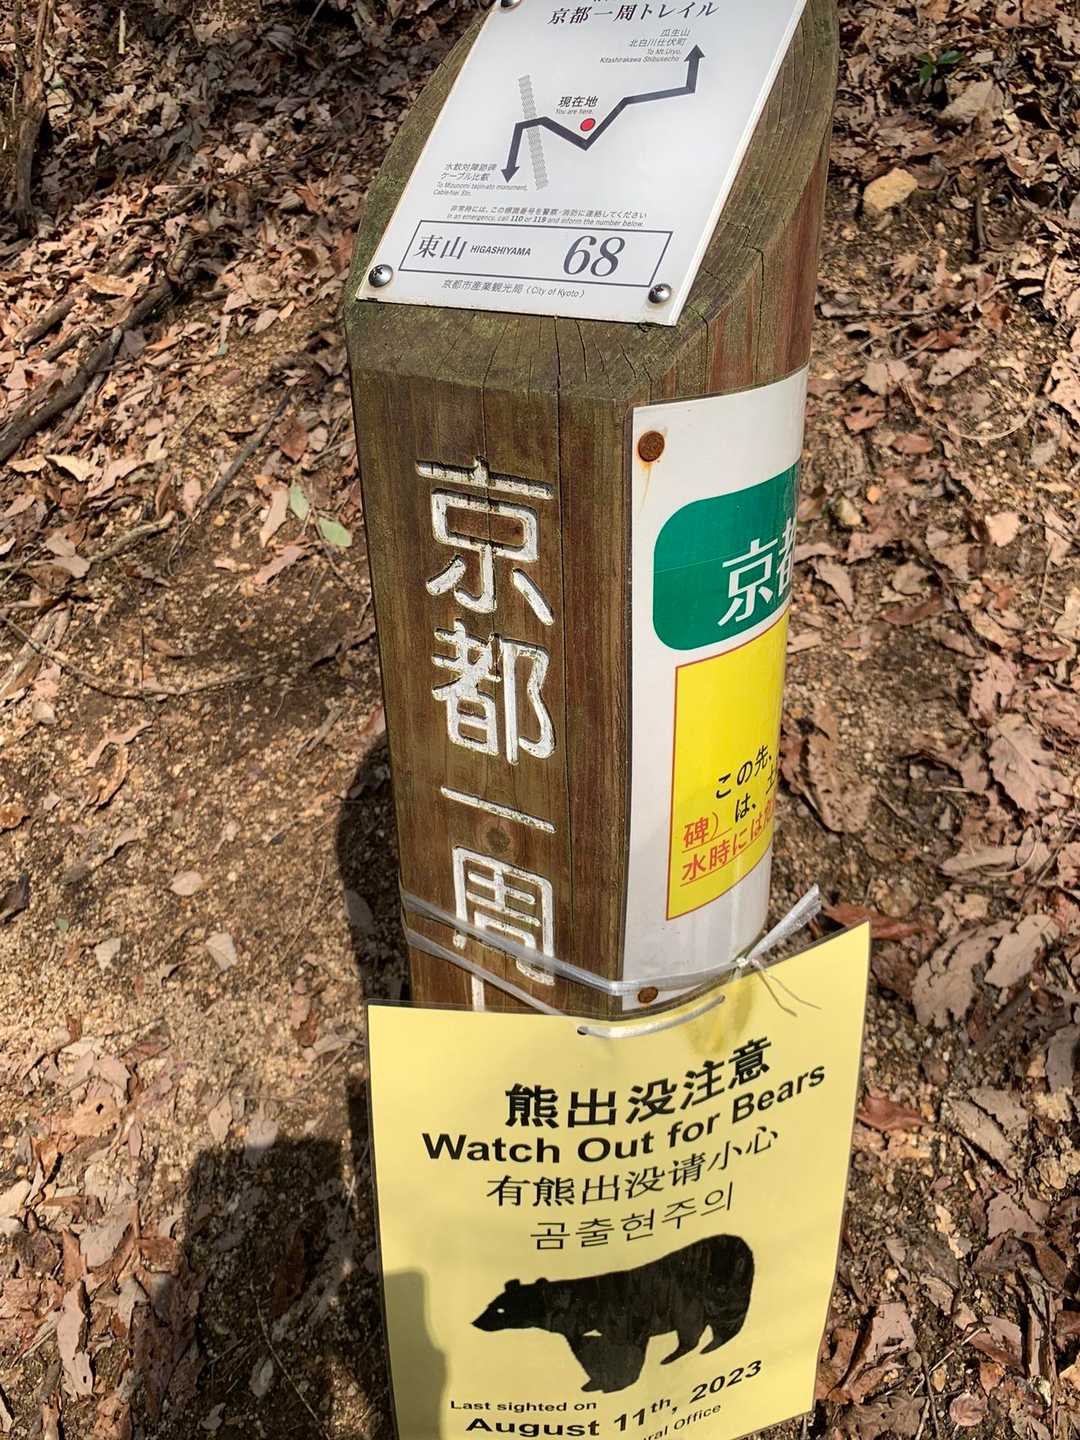 京都一周トレイル
瓜生山
北白川仕伏町
To Mt.Uryu,
Kitashirakawa Shibusecho
現在地
You are here.
水飲対陣跡碑
ケーブル比叡
To Mizunomi taijin-ato monument,
Cable-hiei Stn.
非常時には、この標識番号を警察・消防に連絡してください
In an emergency, call 110 or 119 and inform the number below.
東山 HIGASHIYAMA 68
京都市産業観光局 (City of Kyoto)
京都一周
京都
この先、
碑）は、土
水時には
熊出没注意
Watch Out for Bears
有熊出没请小心
곰출현주의
Last sighted on
August 11th, 2023
Office